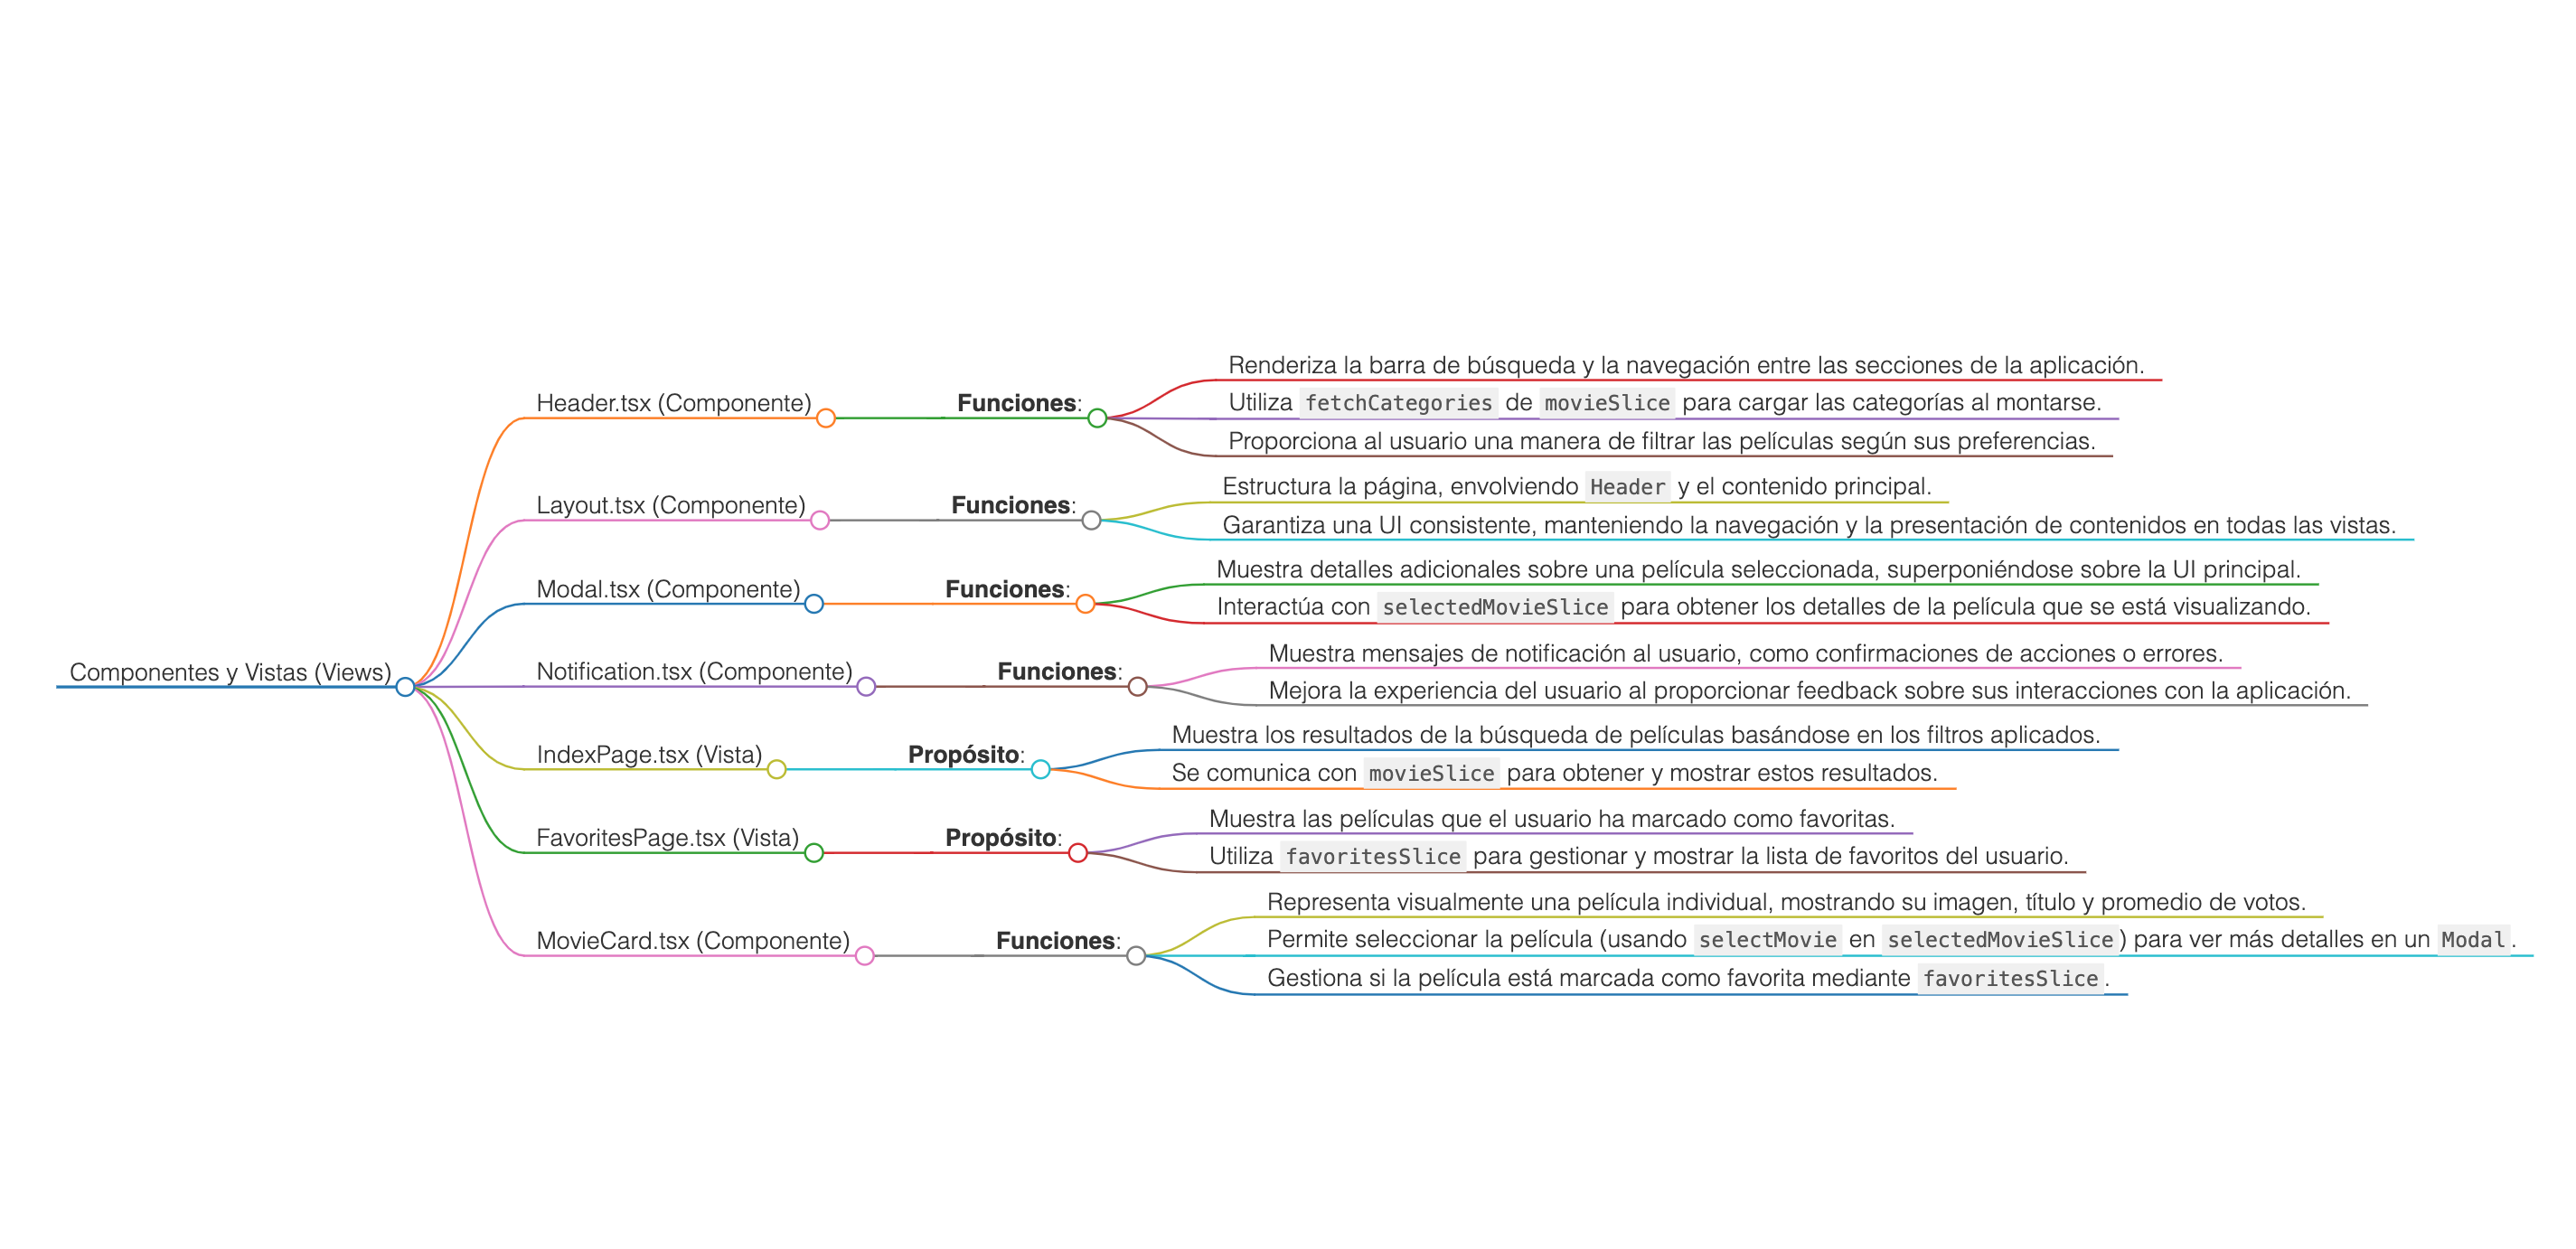 Componentes y Vistas (Views)
Header.tsx (Componente)
Funciones:
Renderiza la barra de búsqueda y la navegación entre las secciones de la aplicación.
Utiliza fetchCategories de movieSlice para cargar las categorías al montarse.
Proporciona al usuario una manera de filtrar las películas según sus preferencias.
Layout.tsx (Componente)
Funciones:
Estructura la página, envolviendo Header y el contenido principal.
Garantiza una UI consistente, manteniendo la navegación y la presentación de contenidos en todas las vistas.
Modal.tsx (Componente)
Funciones:
Muestra detalles adicionales sobre una película seleccionada, superponiéndose sobre la UI principal.
Interactúa con selectedMovieSlice para obtener los detalles de la película que se está visualizando.
Notification.tsx (Componente)
Funciones:
Muestra mensajes de notificación al usuario, como confirmaciones de acciones o errores.
Mejora la experiencia del usuario al proporcionar feedback sobre sus interacciones con la aplicación.
IndexPage.tsx (Vista)
Propósito:
Muestra los resultados de la búsqueda de películas basándose en los filtros aplicados.
Se comunica con movieSlice para obtener y mostrar estos resultados.
FavoritesPage.tsx (Vista)
Propósito:
Muestra las películas que el usuario ha marcado como favoritas.
Utiliza favoritesSlice para gestionar y mostrar la lista de favoritos del usuario.
MovieCard.tsx (Componente)
Funciones:
Representa visualmente una película individual, mostrando su imagen, título y promedio de votos.
Permite seleccionar la película (usando selectMovie en selectedMovieSlice) para ver más detalles en un Modal.
Gestiona si la película está marcada como favorita mediante favoritesSlice.